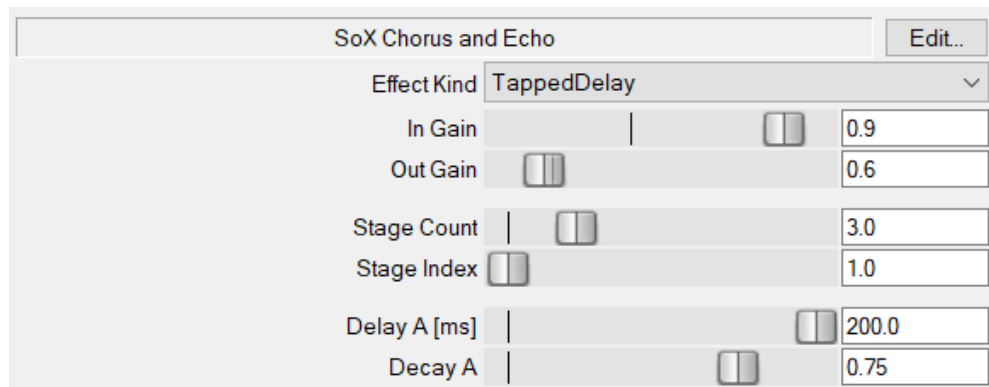 SoX Chorus and Echo Edit...
Effect Kind TappedDelay
In Gain 0.9
Out Gain 0.6
Stage Count 3.0
Stage Index 1.0
Delay A [ms] 200.0
Decay A 0.75